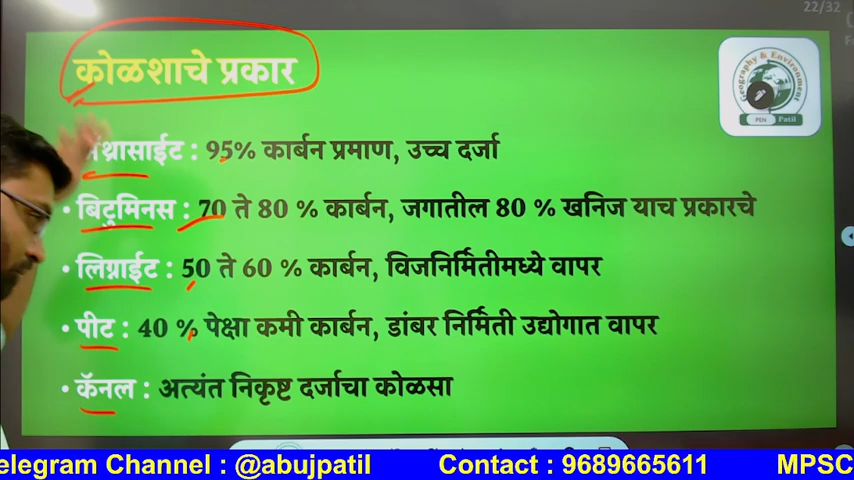 22/32
कोळशाचे प्रकार
Geography & Environment
PEN Patil
थ्रासाईट : 95% कार्बन प्रमाण, उच्च दर्जा
• बिटुमिनस : 70 ते 80 % कार्बन, जगातील 80 % खनिज याच प्रकारचे
• लिग्नाईट : 50 ते 60 % कार्बन, विजनिर्मितीमध्ये वापर
• पीट : 40 % पेक्षा कमी कार्बन, डांबर निर्मिती उद्योगात वापर
• कॅनल : अत्यंत निकृष्ट दर्जाचा कोळसा
elegram Channel : @abujpatil Contact : 9689665611 MPSC